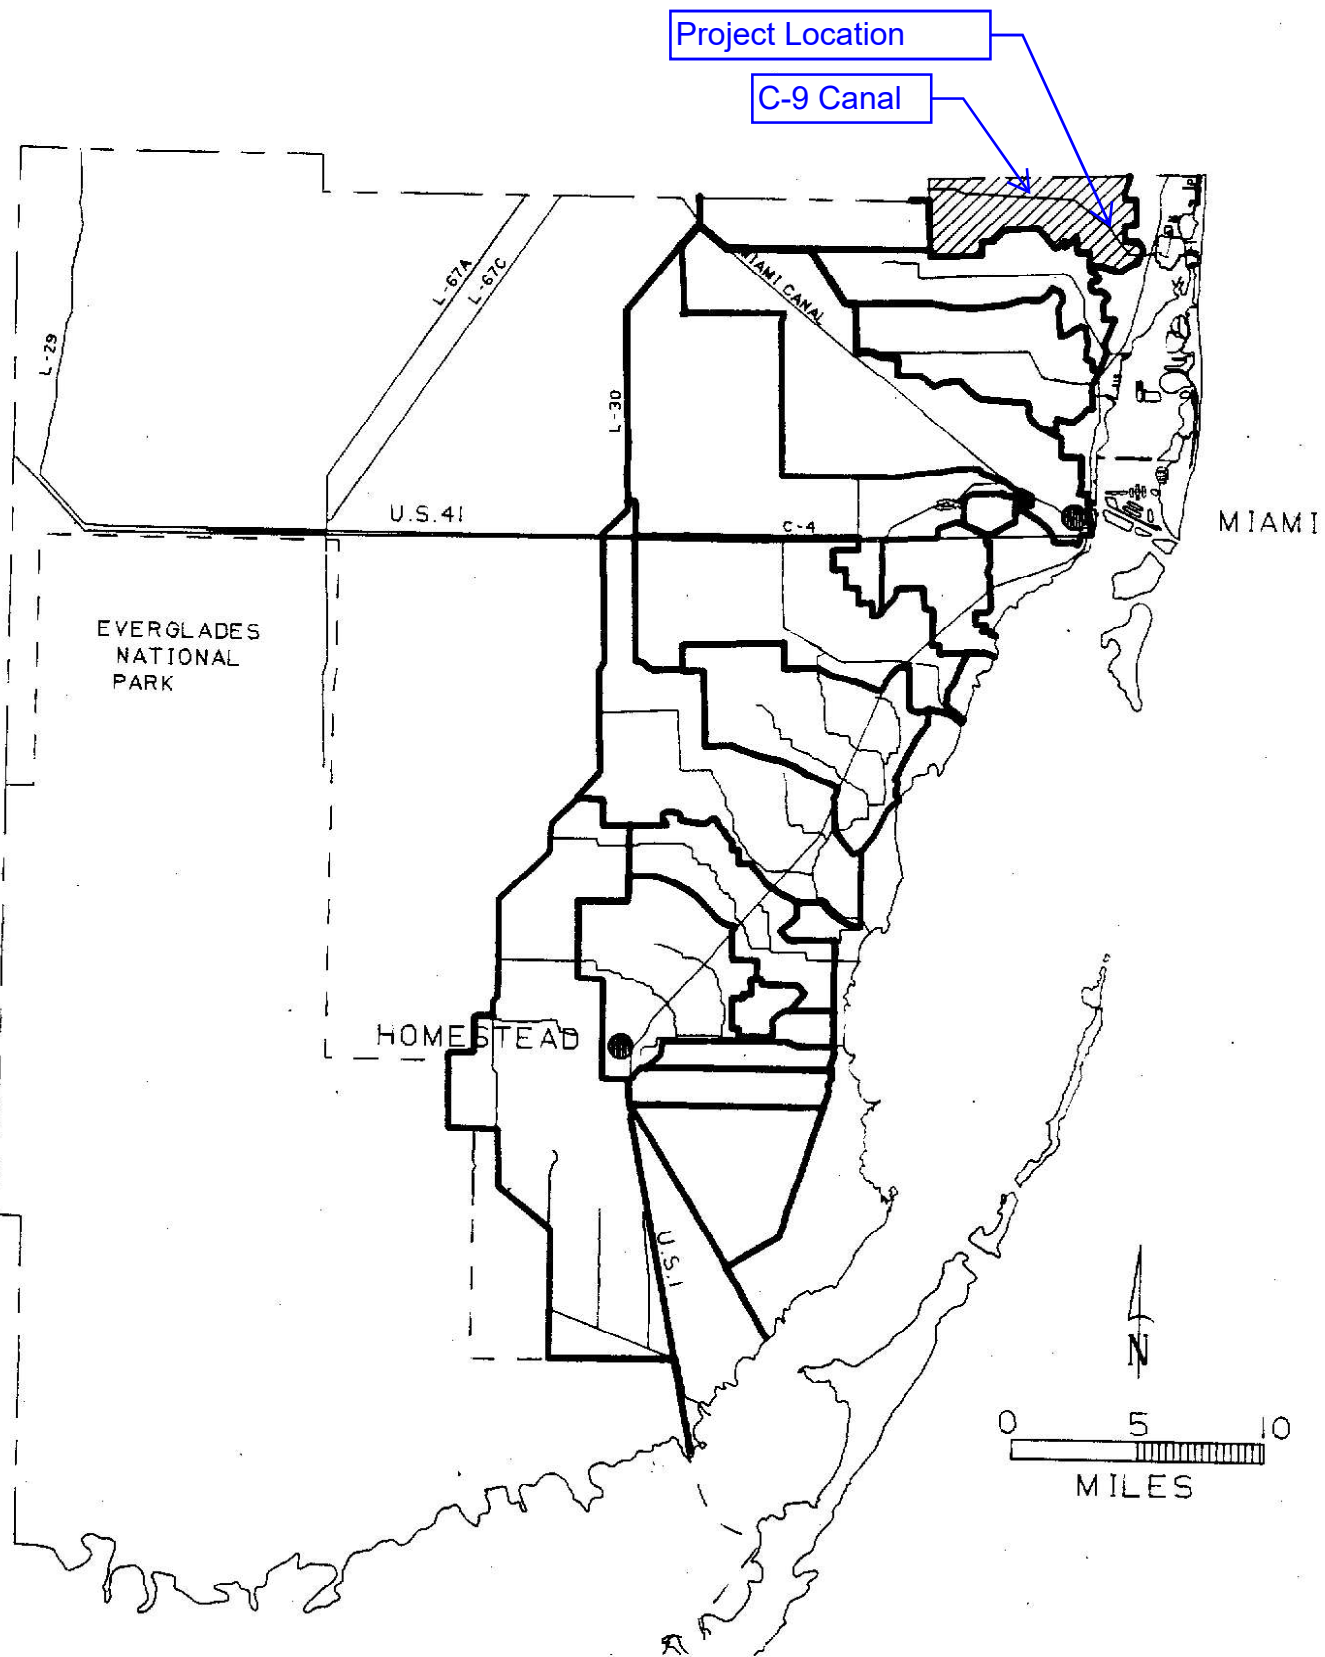 Project Location
C-9 Canal
L-67A
L-67C
MIAMI CANAL
L-29
L-30
U.S.41
C-4
MIAMI
EVERGLADES
NATIONAL
PARK
HOMESTEAD
U.S.1
N
0 5 10
MILES